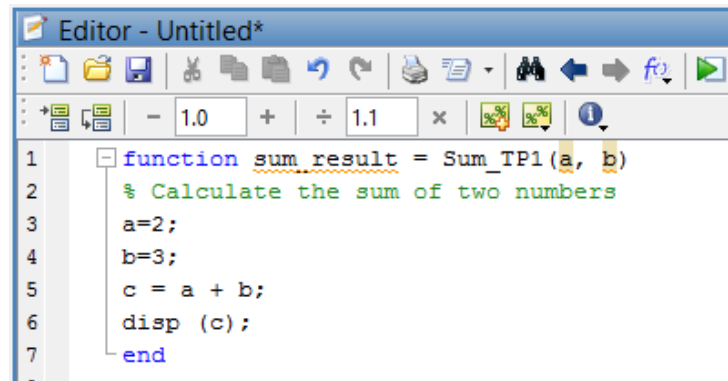 Editor - Untitled*
1.0 1.1
1 function sum_result = Sum_TP1(a, b)
2 % Calculate the sum of two numbers
3 a=2;
4 b=3;
5 c = a + b;
6 disp (c);
7 end